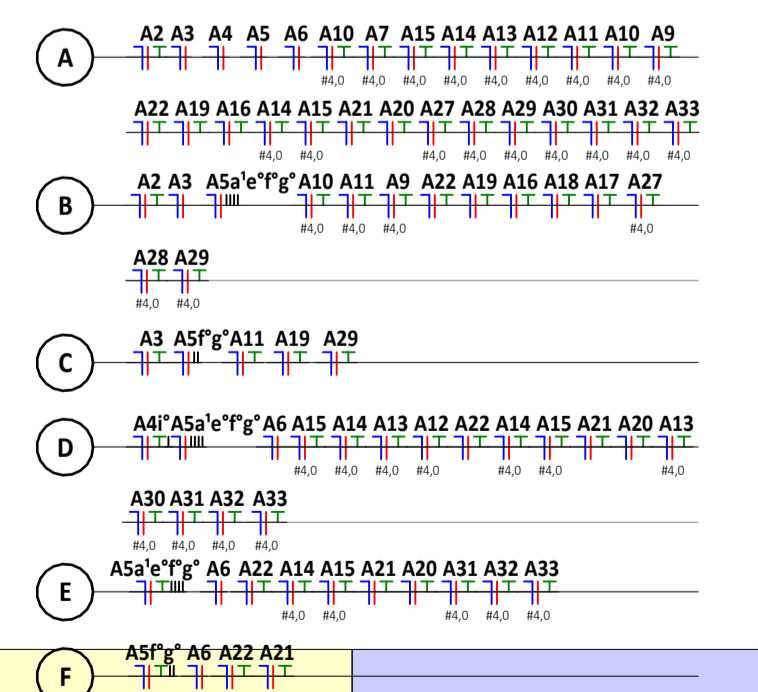 A2 A3 A4 A5 A6 A10 A7 A15 A14 A13 A12 A11 A10 A9
A
#4,0 #4,0 #4,0 #4,0 #4,0 #4,0 #4,0 #4,0 #4,0
A22 A19 A16 A14 A15 A21 A20 A27 A28 A29 A30 A31 A32 A33
#4,0 #4,0 #4,0 #4,0 #4,0 #4,0 #4,0 #4,0 #4,0
A2 A3 A5a¹e°f°g° A10 A11 A9 A22 A19 A16 A18 A17 A27
B
#4,0 #4,0 #4,0 #4,0
A28 A29
#4,0 #4,0
A3 A5f°g° A11 A19 A29
C
A4i° A5a¹e°f°g° A6 A15 A14 A13 A12 A22 A14 A15 A21 A20 A13
D
#4,0 #4,0 #4,0 #4,0 #4,0 #4,0 #4,0
A30 A31 A32 A33
#4,0 #4,0 #4,0 #4,0
A5a¹e°f°g° A6 A22 A14 A15 A21 A20 A31 A32 A33
E
#4,0 #4,0 #4,0 #4,0 #4,0
A5f°g° A6 A22 A21
F